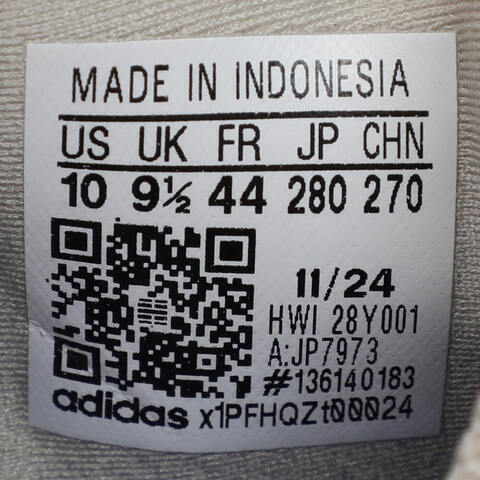 MADE IN INDONESIA
US UK FR JP CHN
10 9½ 44 280 270
11/24
HWI 28Y001
A:JP7973
#136140183
adidas x1PFHQZt00024